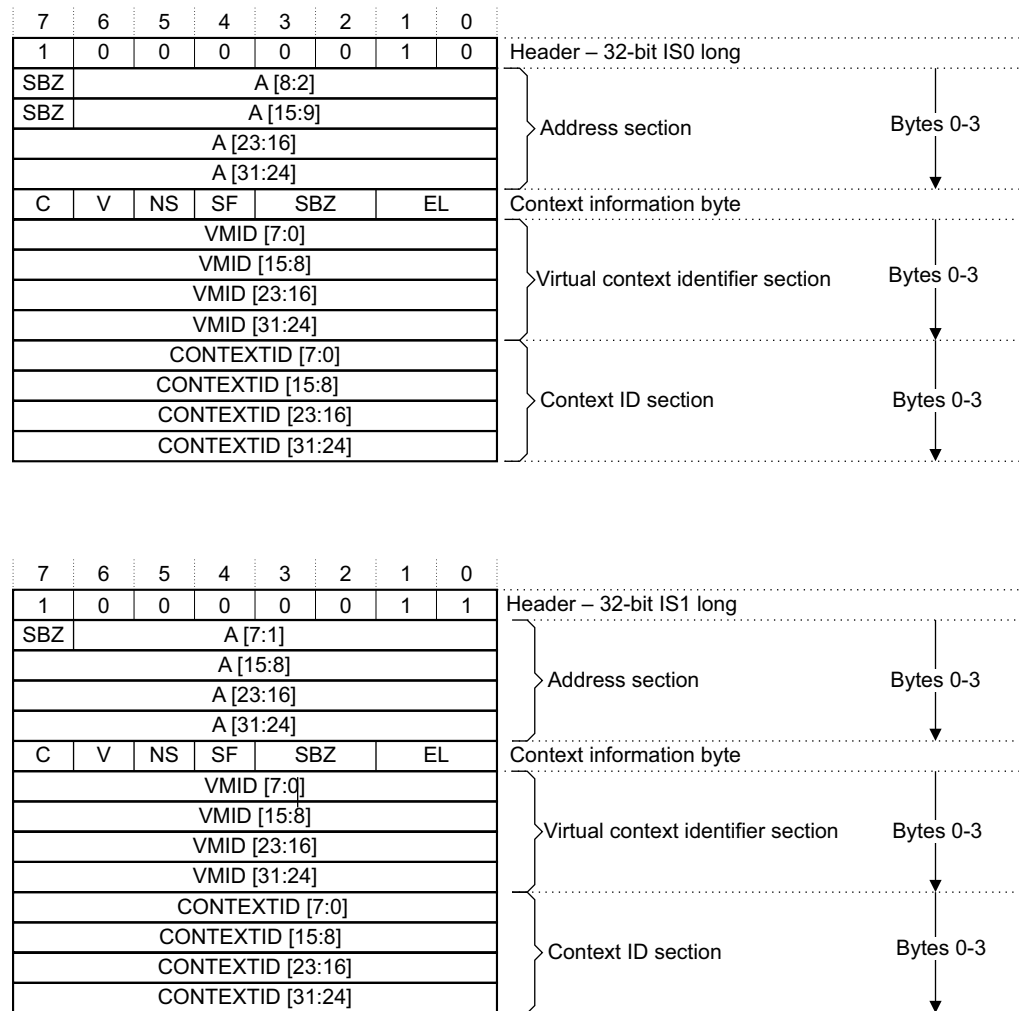 7 6 5 4 3 2 1 0
1 0 0 0 0 0 1 0 Header – 32-bit IS0 long
SBZ A [8:2]
SBZ A [15:9]
Address section Bytes 0-3
A [23:16]
A [31:24]
C V NS SF SBZ EL Context information byte
VMID [7:0]
VMID [15:8]
Virtual context identifier section Bytes 0-3
VMID [23:16]
VMID [31:24]
CONTEXTID [7:0]
CONTEXTID [15:8]
Context ID section Bytes 0-3
CONTEXTID [23:16]
CONTEXTID [31:24]
7 6 5 4 3 2 1 0
1 0 0 0 0 0 1 1 Header – 32-bit IS1 long
SBZ A [7:1]
A [15:8]
Address section Bytes 0-3
A [23:16]
A [31:24]
C V NS SF SBZ EL Context information byte
VMID [7:0]
VMID [15:8]
Virtual context identifier section Bytes 0-3
VMID [23:16]
VMID [31:24]
CONTEXTID [7:0]
CONTEXTID [15:8]
Context ID section Bytes 0-3
CONTEXTID [23:16]
CONTEXTID [31:24]